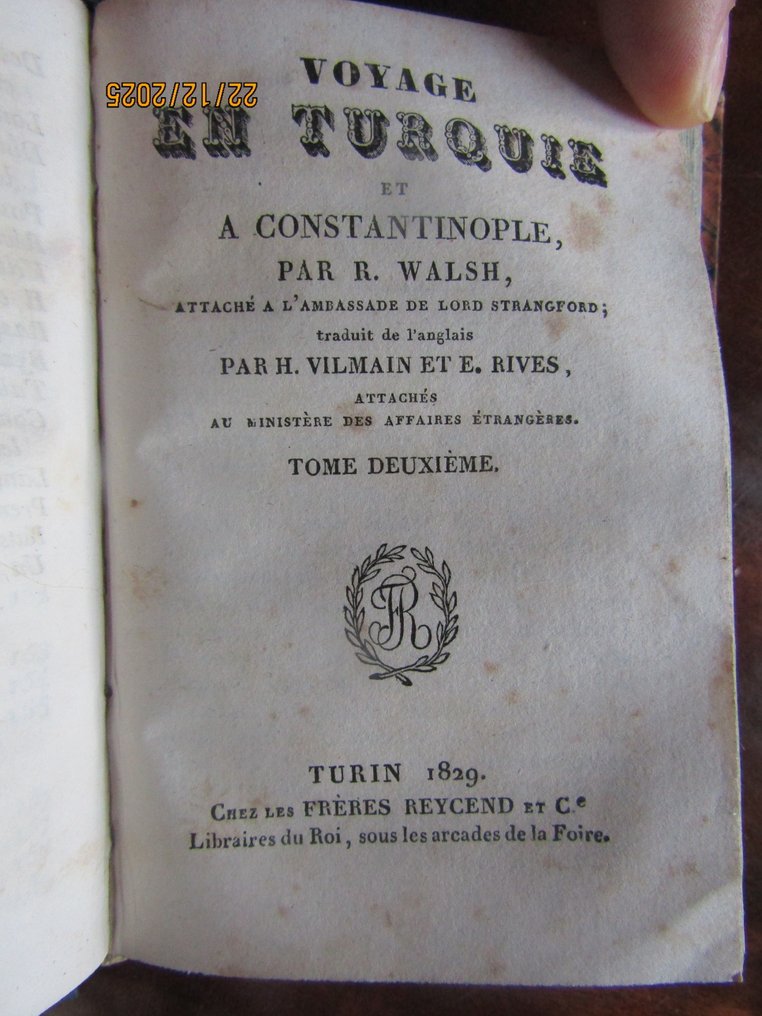 22/12/2025
VOYAGE
EN TURQUIE
ET
A CONSTANTINOPLE,
PAR R. WALSH,
ATTACHÉ A L'AMBASSADE DE LORD STRANGFORD;
traduit de l'anglais
PAR H. VILMAIN ET E. RIVES,
ATTACHÉS
AU MINISTÈRE DES AFFAIRES ÉTRANGÈRES.
TOME DEUXIÈME.
FR
TURIN 1829.
CHEZ LES FRÈRES REYCEND ET C.e
Libraires du Roi, sous les arcades de la Foire.